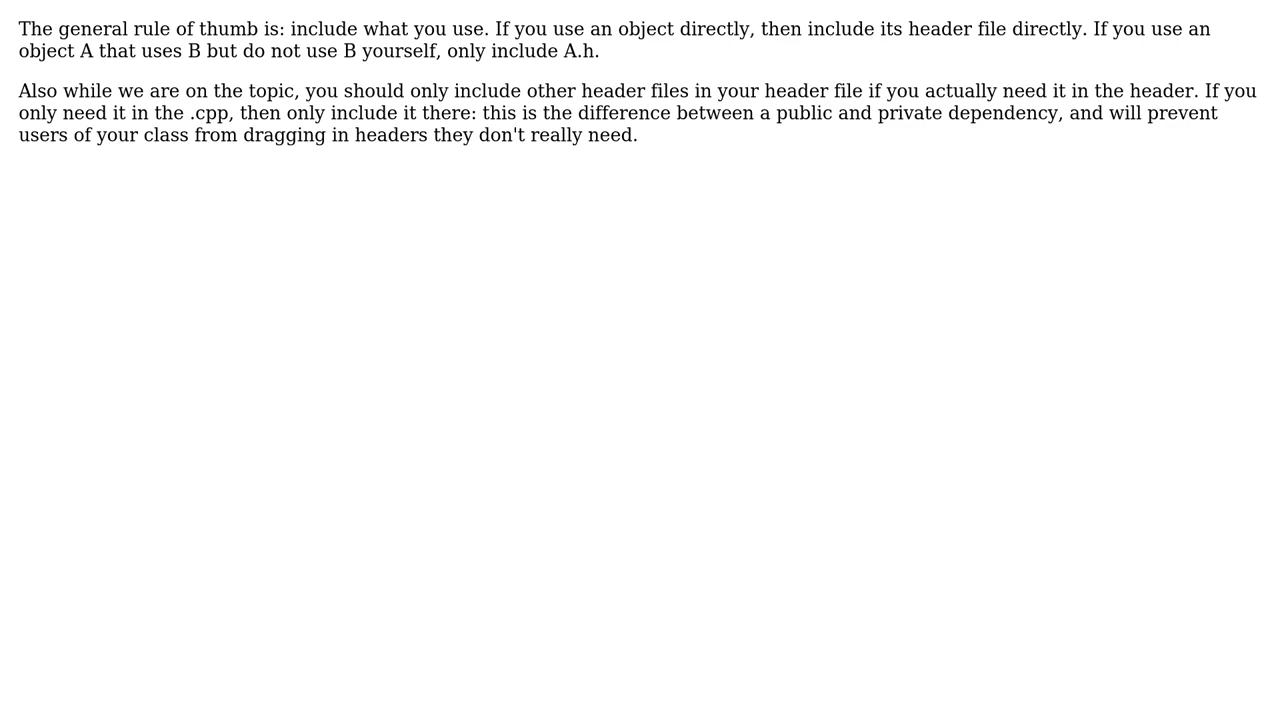 The general rule of thumb is: include what you use. If you use an object directly, then include its header file directly. If you use an
object A that uses B but do not use B yourself, only include A.h.
Also while we are on the topic, you should only include other header files in your header file if you actually need it in the header. If you
only need it in the .cpp, then only include it there: this is the difference between a public and private dependency, and will prevent
users of your class from dragging in headers they don't really need.